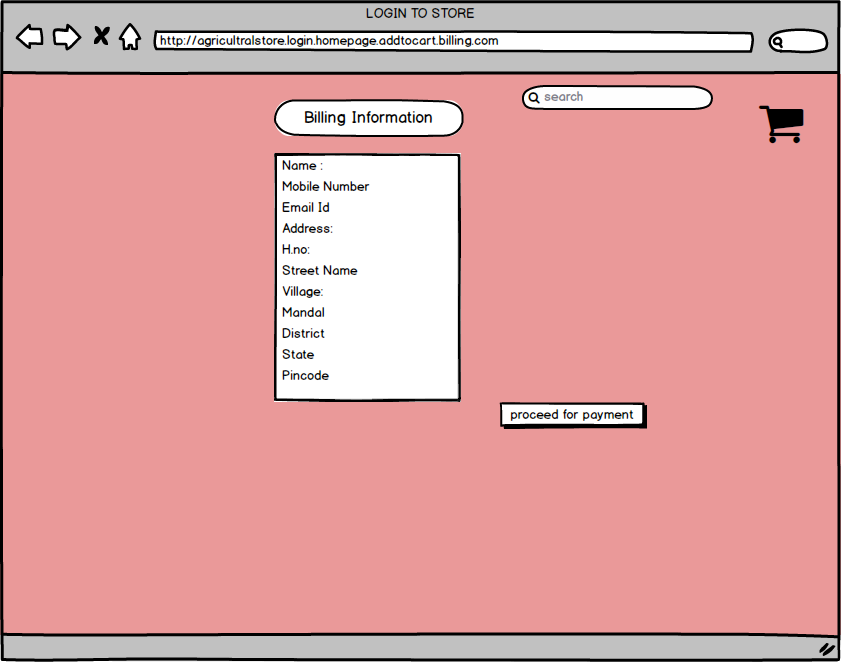 LOGIN TO STORE
http://agricultralstore.login.homepage.addtocart.billing.com
search
Billing Information
Name :
Mobile Number
Email Id
Address:
H.no:
Street Name
Village:
Mandal
District
State
Pincode
proceed for payment